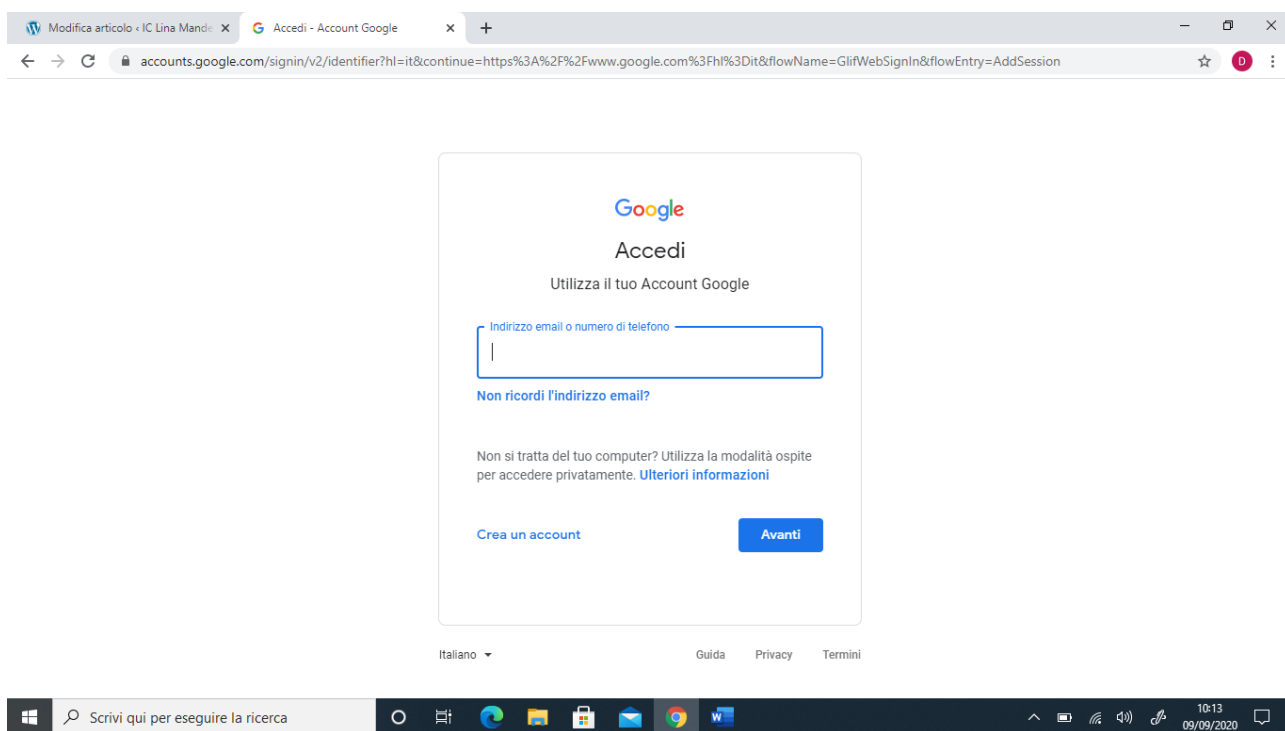 Modifica articolo ‹ IC Lina Mande
Accedi - Account Google
accounts.google.com/signin/v2/identifier?hl=it&continue=https%3A%2F%2Fwww.google.com%3Fhl%3Dit&flowName=GlifWebSignIn&flowEntry=AddSession
D
Google
Accedi
Utilizza il tuo Account Google
Indirizzo email o numero di telefono
Non ricordi l'indirizzo email?
Non si tratta del tuo computer? Utilizza la modalità ospite
per accedere privatamente. Ulteriori informazioni
Crea un account
Avanti
Italiano
Guida Privacy Termini
Scrivi qui per eseguire la ricerca
10:13
09/09/2020